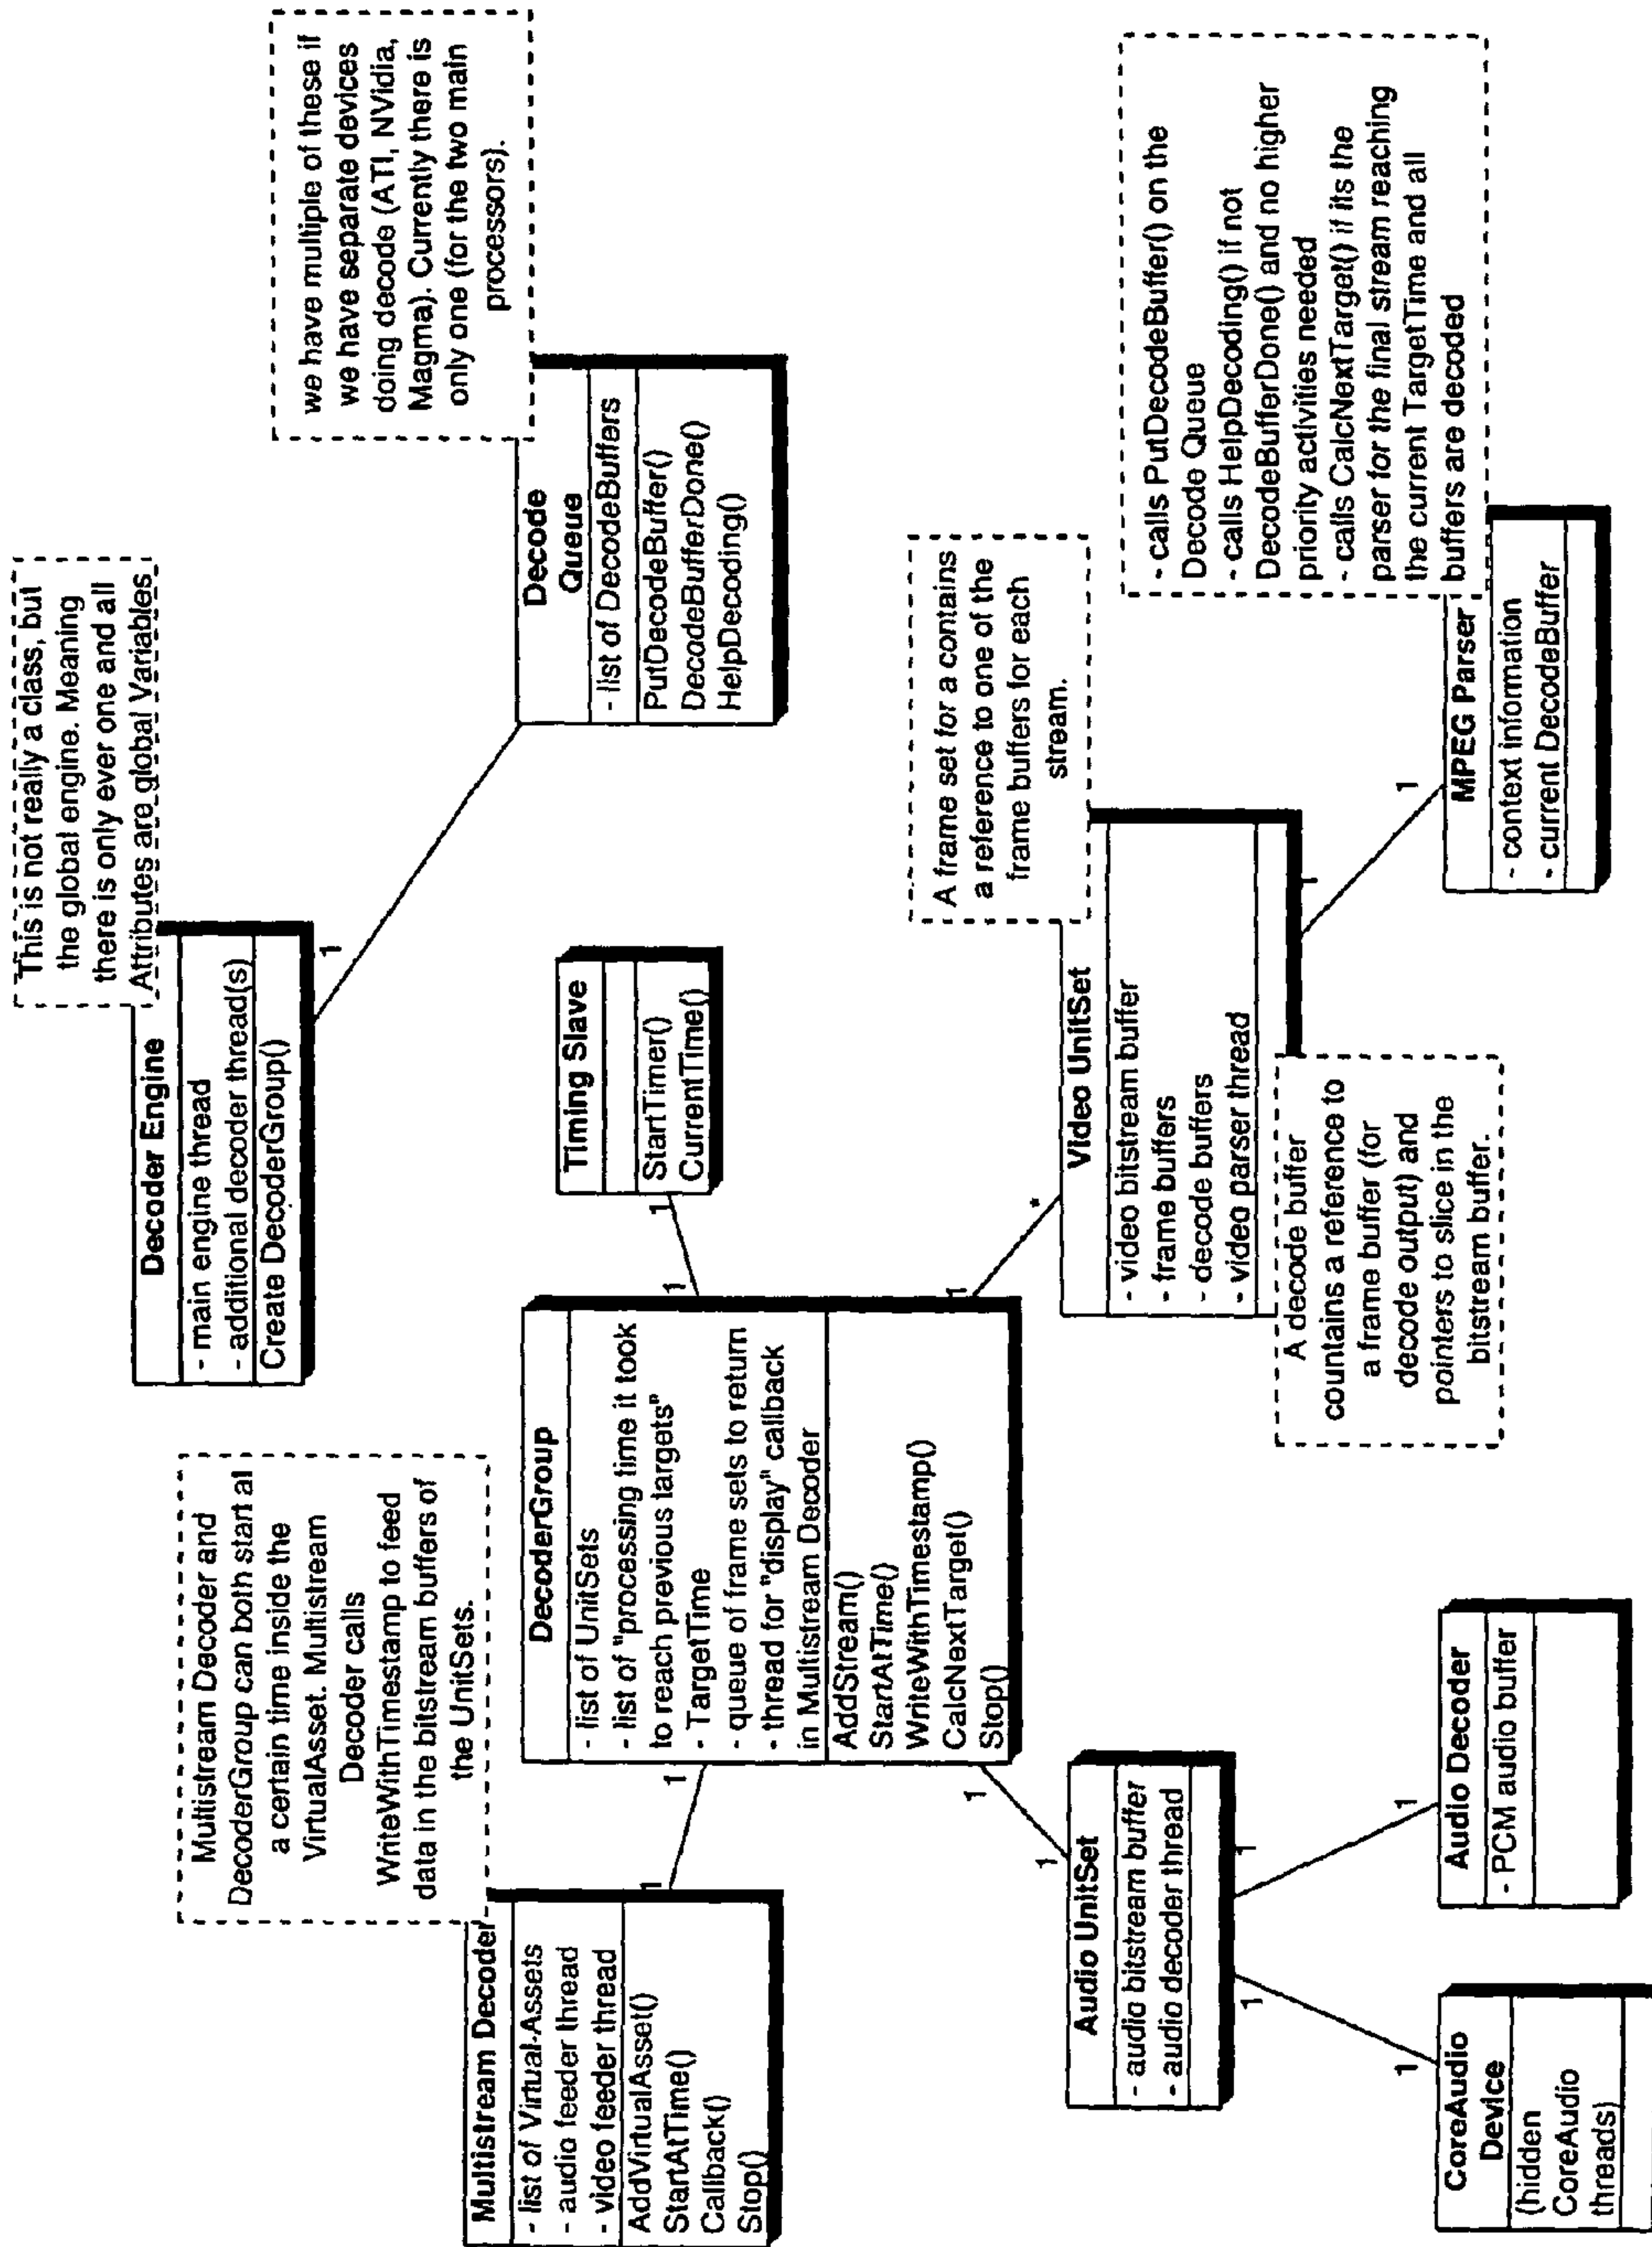 This is not really a class, but
the global engine. Meaning
there is only ever one and all
Attributes are global Variables
Decoder Engine
- main engine thread
- additional decoder thread(s)
Create DecoderGroup()
1
we have multiple of these if
we have separate devices
doing decode (ATI, NVidia,
Magma). Currently there is
only one (for the two main
processors).
Decode
Queue
- list of DecodeBuffers
PutDecodeBuffer()
DecodeBufferDone()
HelpDecoding()
Multistream Decoder and
DecoderGroup can both start at
a certain time inside the
VirtualAsset. Multistream
Decoder calls
WriteWithTimestamp to feed
data in the bitstream buffers of
the UnitSets.
Multistream Decoder
- list of Virtual-Assets
- audio feeder thread
- video feeder thread
AddVirtualAsset()
StartAtTime()
Callback()
Stop()
1
1
DecoderGroup
- list of UnitSets
- list of "processing time it took
to reach previous targets"
- TargetTime
- queue of frame sets to return
- thread for "display" callback
in Multistream Decoder
AddStream()
StartAtTime()
WriteWithTimestamp()
CalcNextTarget()
Stop()
1
1
Timing Slave
StartTimer()
CurrentTime()
1
*
A frame set for a contains
a reference to one of the
frame buffers for each
stream.
Video UnitSet
- video bitstream buffer
- frame buffers
- decode buffers
- video parser thread
1
1
A decode buffer
countains a reference to
a frame buffer (for
decode output) and
pointers to slice in the
bitstream buffer.
- calls PutDecodeBuffer() on the
Decode Queue
- calls HelpDecoding() if not
DecodeBufferDone() and no higher
priority activities needed
- calls CalcNextTarget() if its the
parser for the final stream reaching
the current TargetTime and all
buffers are decoded
MPEG Parser
- context information
- current DecodeBuffer
1
1
Audio UnitSet
- audio bitstream buffer
- audio decoder thread
1
1
1
1
CoreAudio
Device
(hidden
CoreAudio
threads)
Audio Decoder
- PCM audio buffer